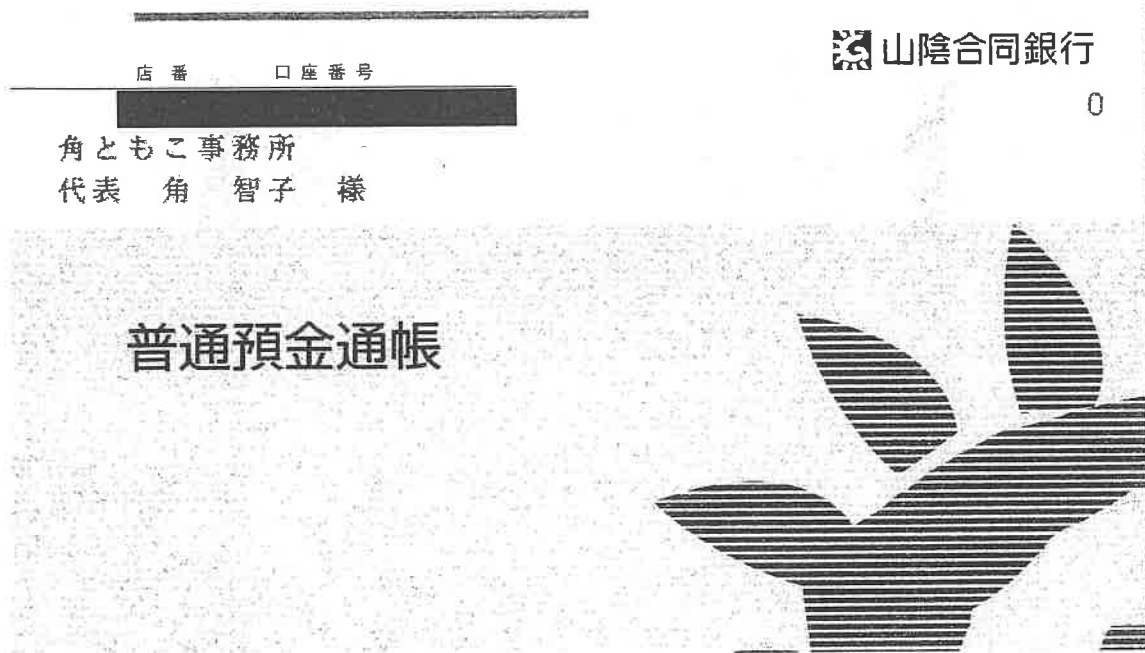 山陰合同銀行
店番 口座番号
0
角ともこ事務所
代表 角 智子 様
普通預金通帳